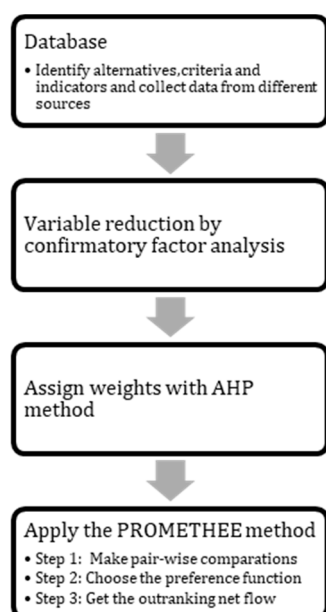 Database
• Identify alternatives,criteria and
indicators and collect data from different
sources
Variable reduction by
confirmatory factor analysis
Assign weights with AHP
method
Apply the PROMETHEE method
• Step 1: Make pair-wise comparations
• Step 2: Choose the preference function
• Step 3: Get the outranking net flow